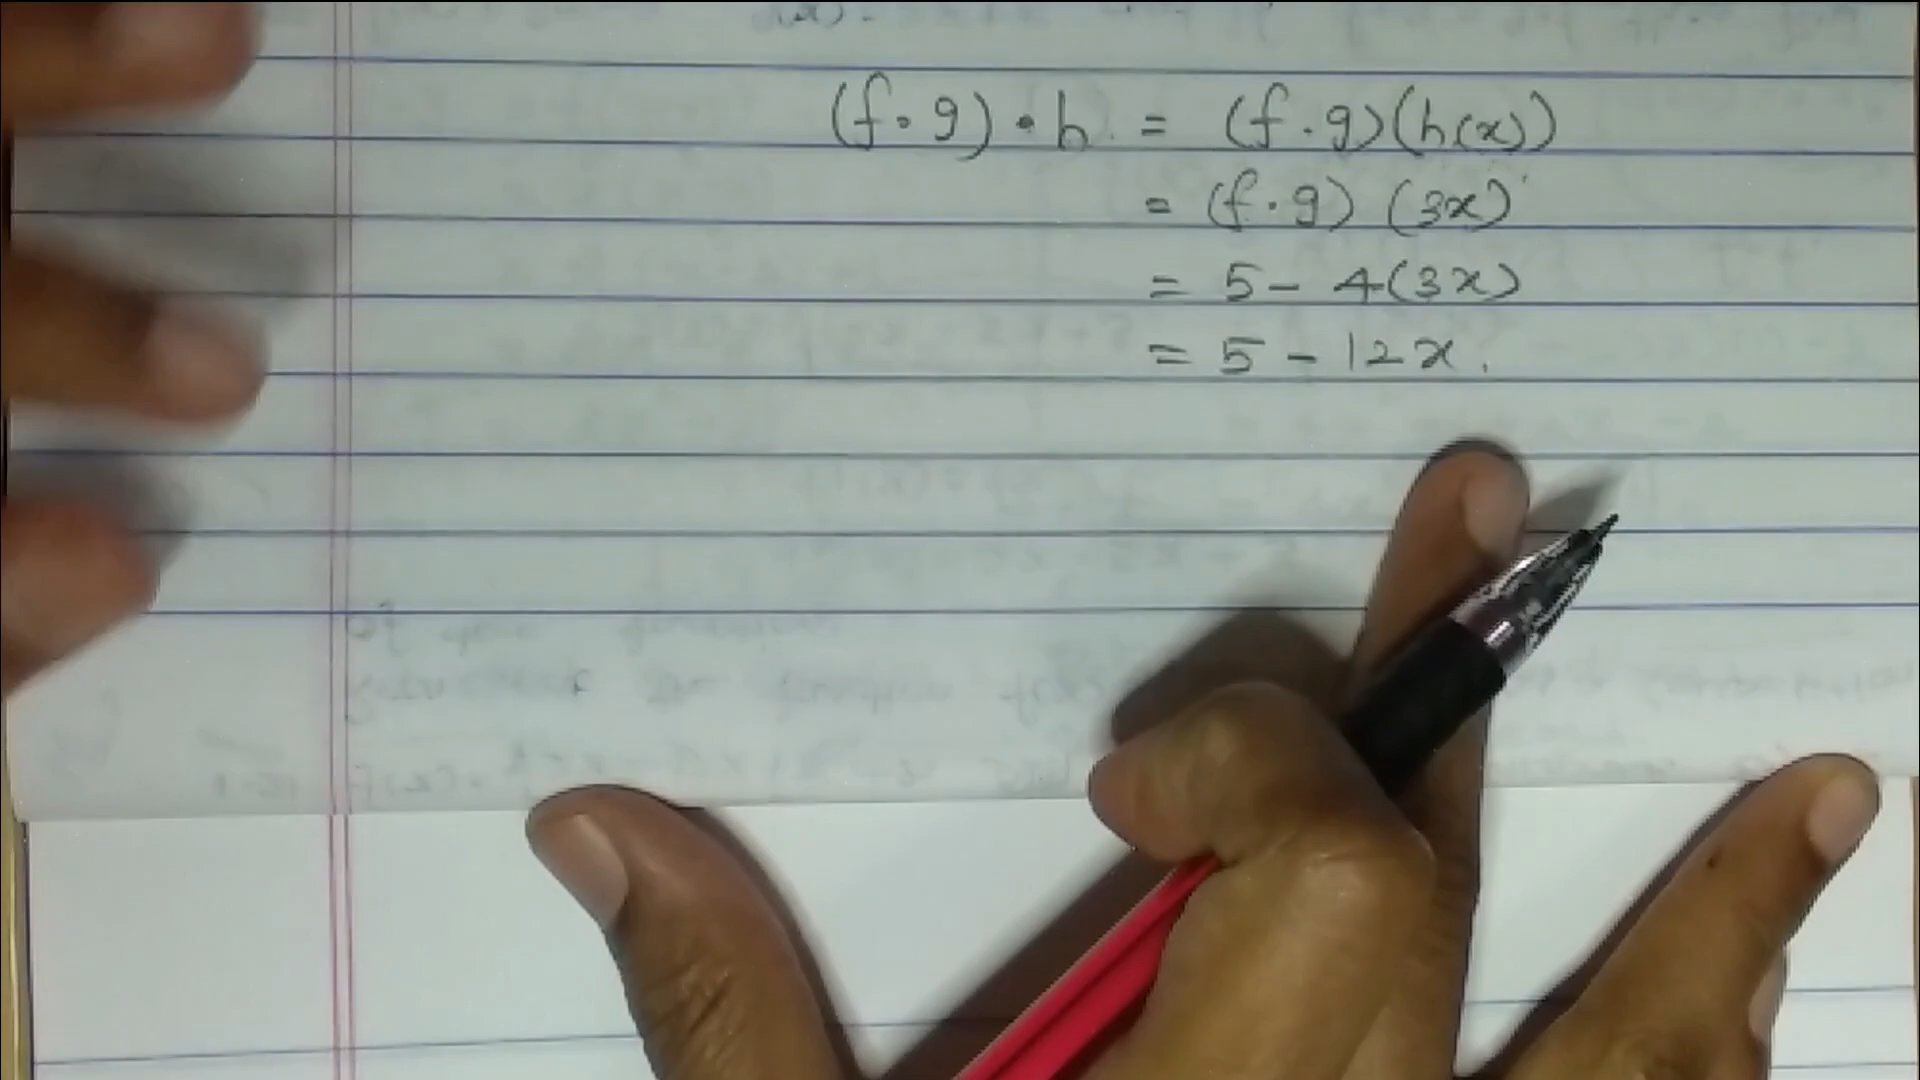 (f∘g)∘h = (f.g)(h(x))
= (f.g) (3x)
= 5 - 4(3x)
= 5 - 12x.